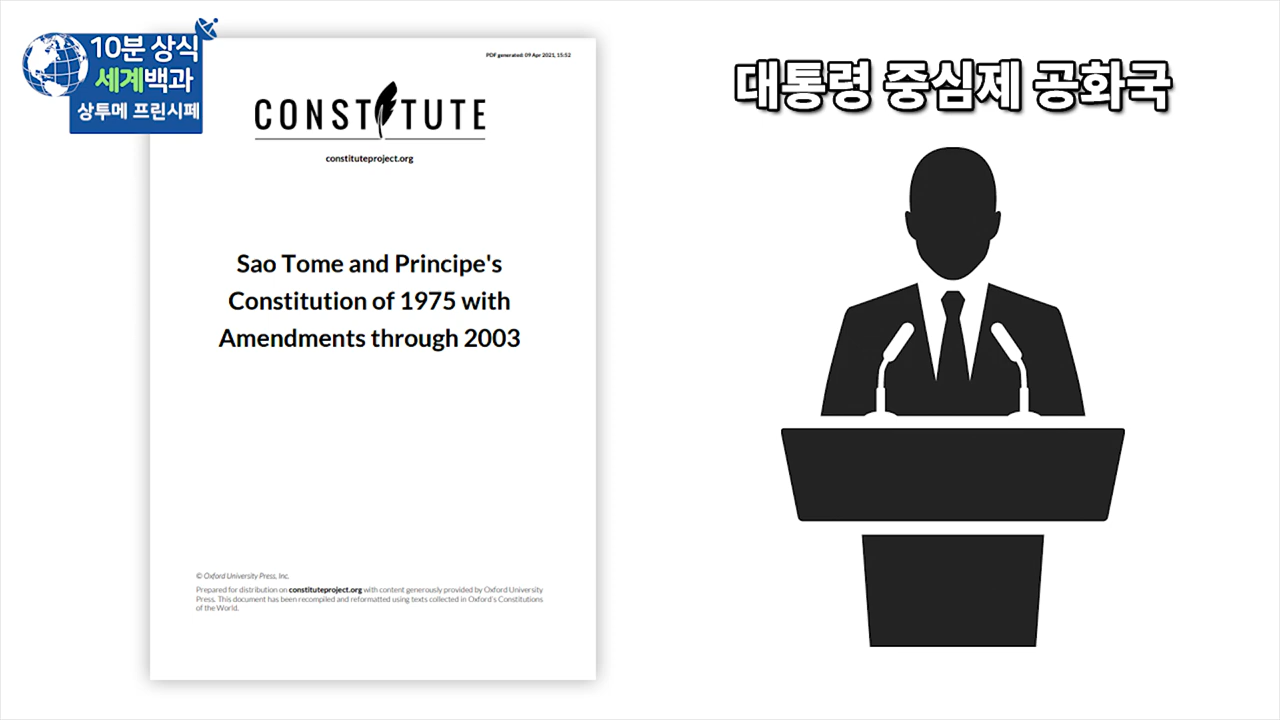 10분 상식
세계백과
상투메 프린시페
PDF generated: 09 Apr 2021, 15:52
CONSTITUTE
constituteproject.org
Sao Tome and Principe's
Constitution of 1975 with
Amendments through 2003
© Oxford University Press, Inc.
Prepared for distribution on constituteproject.org with content generously provided by Oxford University
Press. This document has been recompiled and reformatted using texts collected in Oxford's Constitutions
of the World.
대통령 중심제 공화국